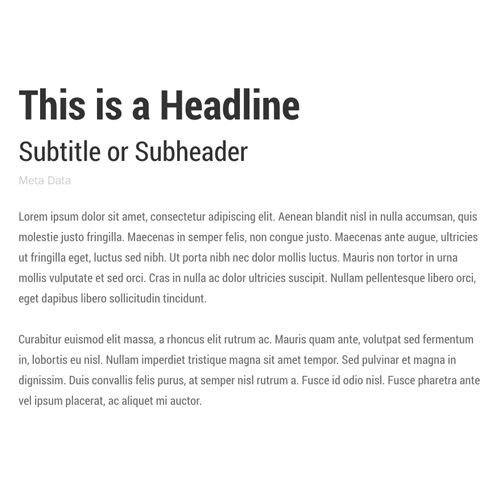 This is a Headline
Subtitle or Subheader
Meta Data
Lorem ipsum dolor sit amet, consectetur adipiscing elit. Aenean blandit nisl in nulla accumsan, quis
molestie justo fringilla. Maecenas in semper felis, non congue justo. Maecenas ante augue, ultricies
ut fringilla eget, luctus sed nibh. Ut porta nibh nec dolor mollis luctus. Mauris non tortor in urna
mollis vulputate et sed orci. Cras in nulla ac dolor ultricies suscipit. Nullam pellentesque libero orci,
eget dapibus libero sollicitudin tincidunt.
Curabitur euismod elit massa, a rhoncus elit rutrum ac. Mauris quam ante, volutpat sed fermentum
in, lobortis eu nisl. Nullam imperdiet tristique magna sit amet tempor. Sed pulvinar et magna in
dignissim. Duis convallis felis purus, at semper nisl rutrum a. Fusce id odio nisl. Fusce pharetra ante
vel ipsum placerat, ac aliquet mi auctor.